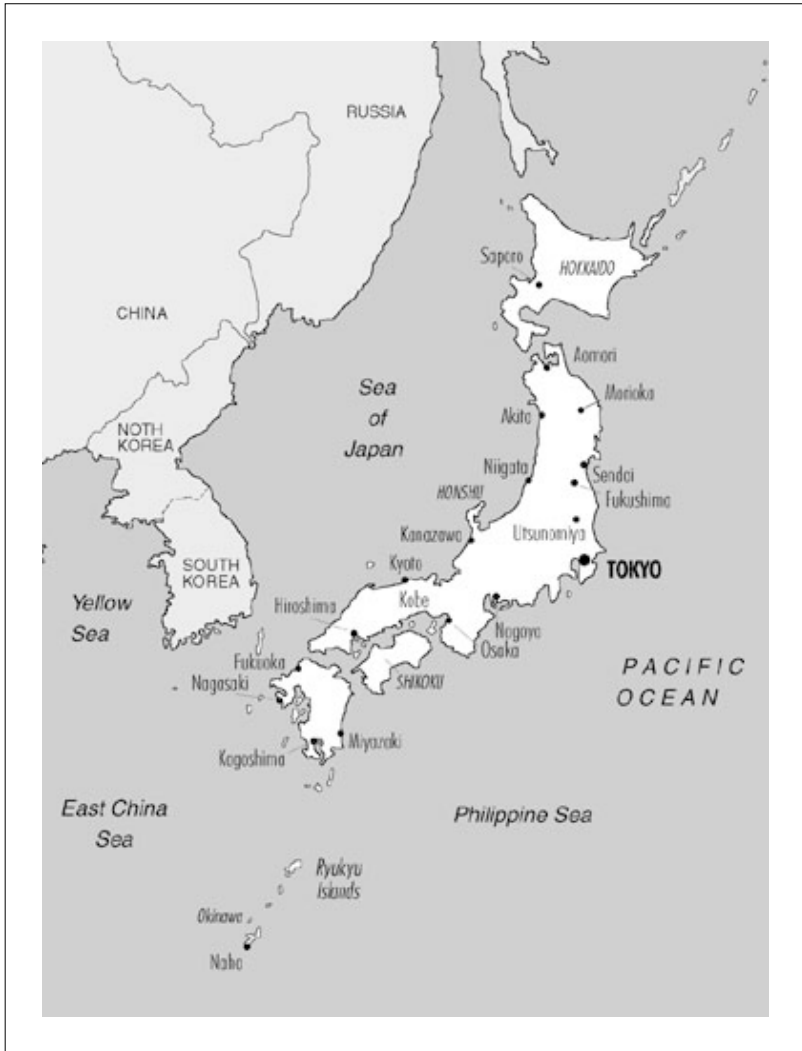 RUSSIA
Saporo
HOKKAIDO
CHINA
Aomori
Sea
of
Japan
Morioka
Akita
NOTH
KOREA
Niigata
Sendai
HONSHU
Fukushima
Kanazawa
Utsunomiya
SOUTH
KOREA
Kyoto
TOKYO
Yellow
Sea
Hiroshima
Kobe
Nagoya
Osaka
Fukuoka
PACIFIC
OCEAN
Nagasaki
SHIKOKU
Kogoshima
Miyazaki
East China
Sea
Philippine Sea
Ryukyu
Islands
Okinawa
Naha